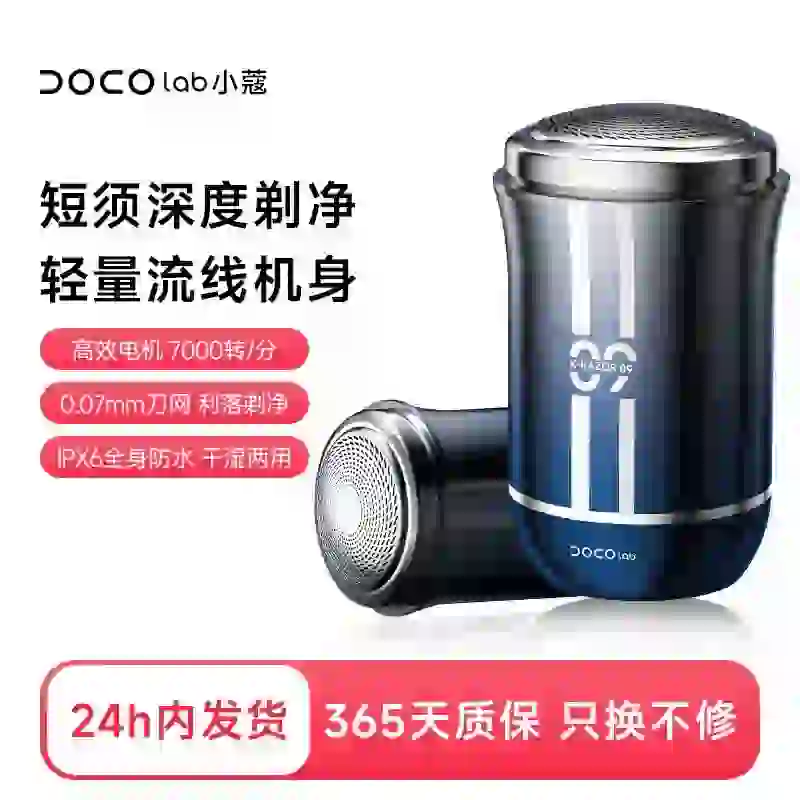 DOCO lab小蔻
短须深度剃净
轻量流线机身
高效电机 7000转/分
0.07mm刀网 利落剃净
IPX6全身防水 干湿两用
09
K-RAZOR 09
DOCO lab
24h内发货
365天质保 只换不修